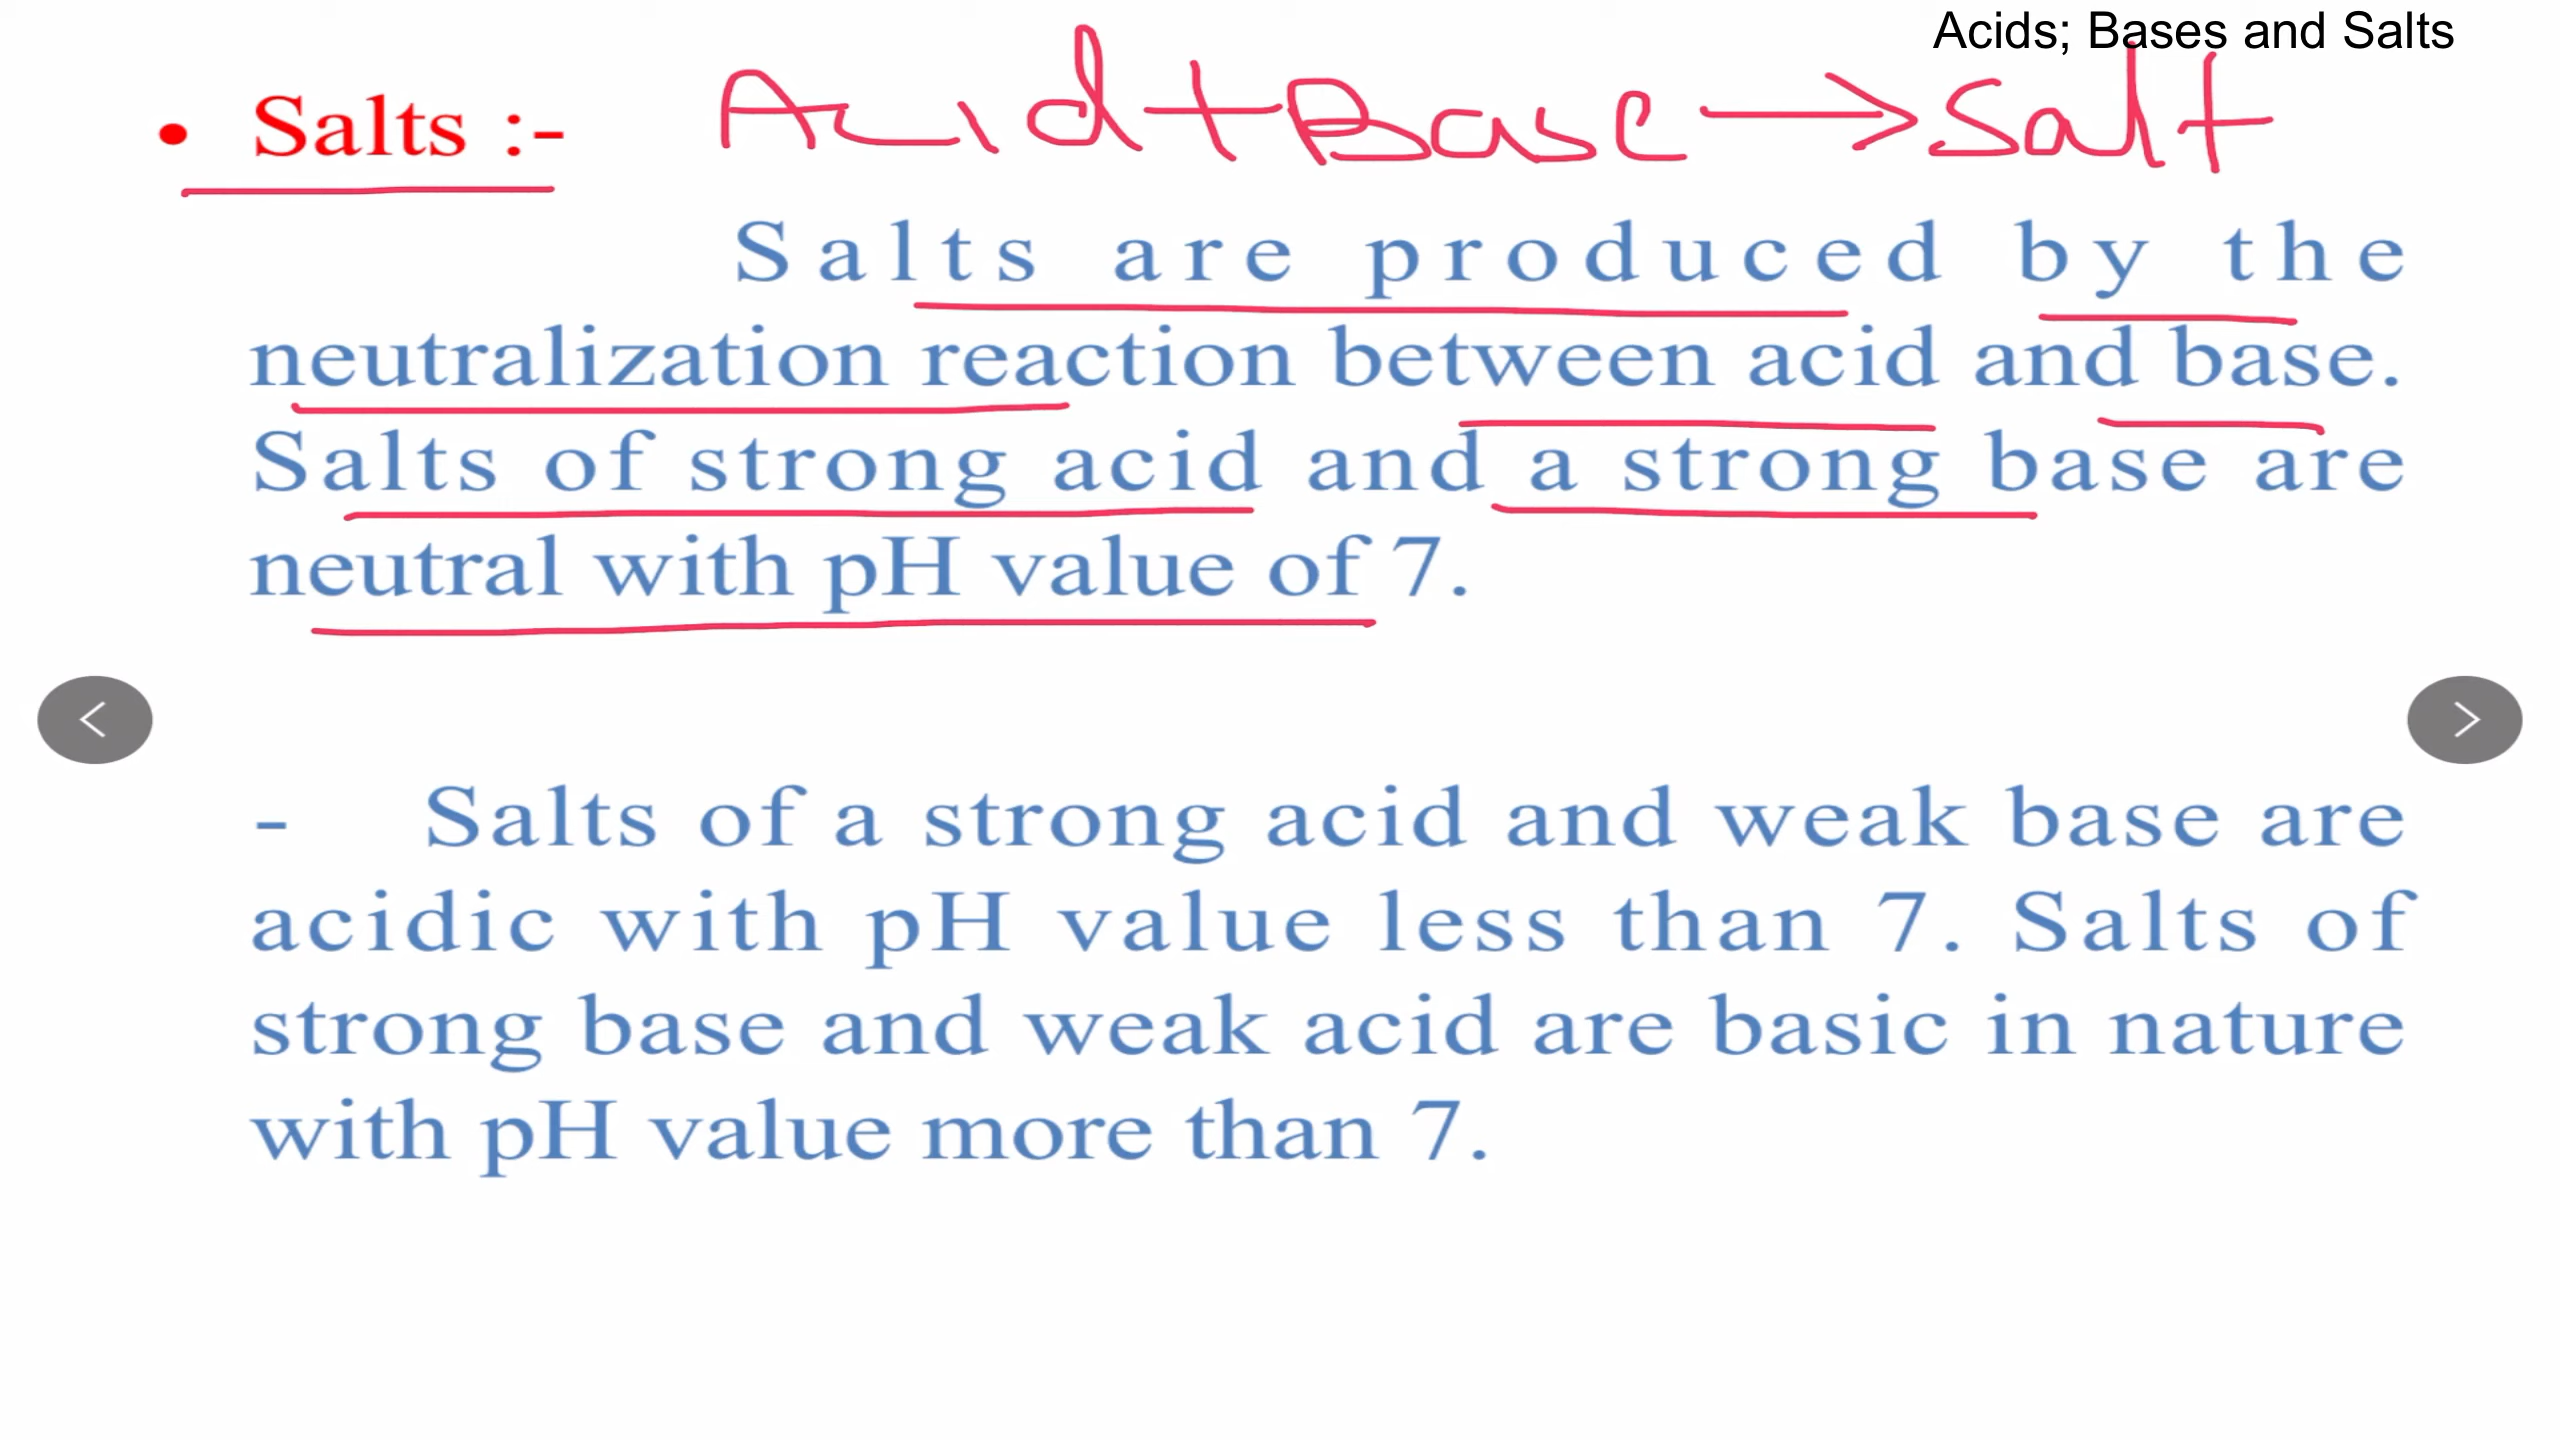 Acids; Bases and Salts
• Salts :- Acid + Base → Salt
Salts are produced by the
neutralization reaction between acid and base.
Salts of strong acid and a strong base are
neutral with pH value of 7.
- Salts of a strong acid and weak base are
acidic with pH value less than 7. Salts of
strong base and weak acid are basic in nature
with pH value more than 7.